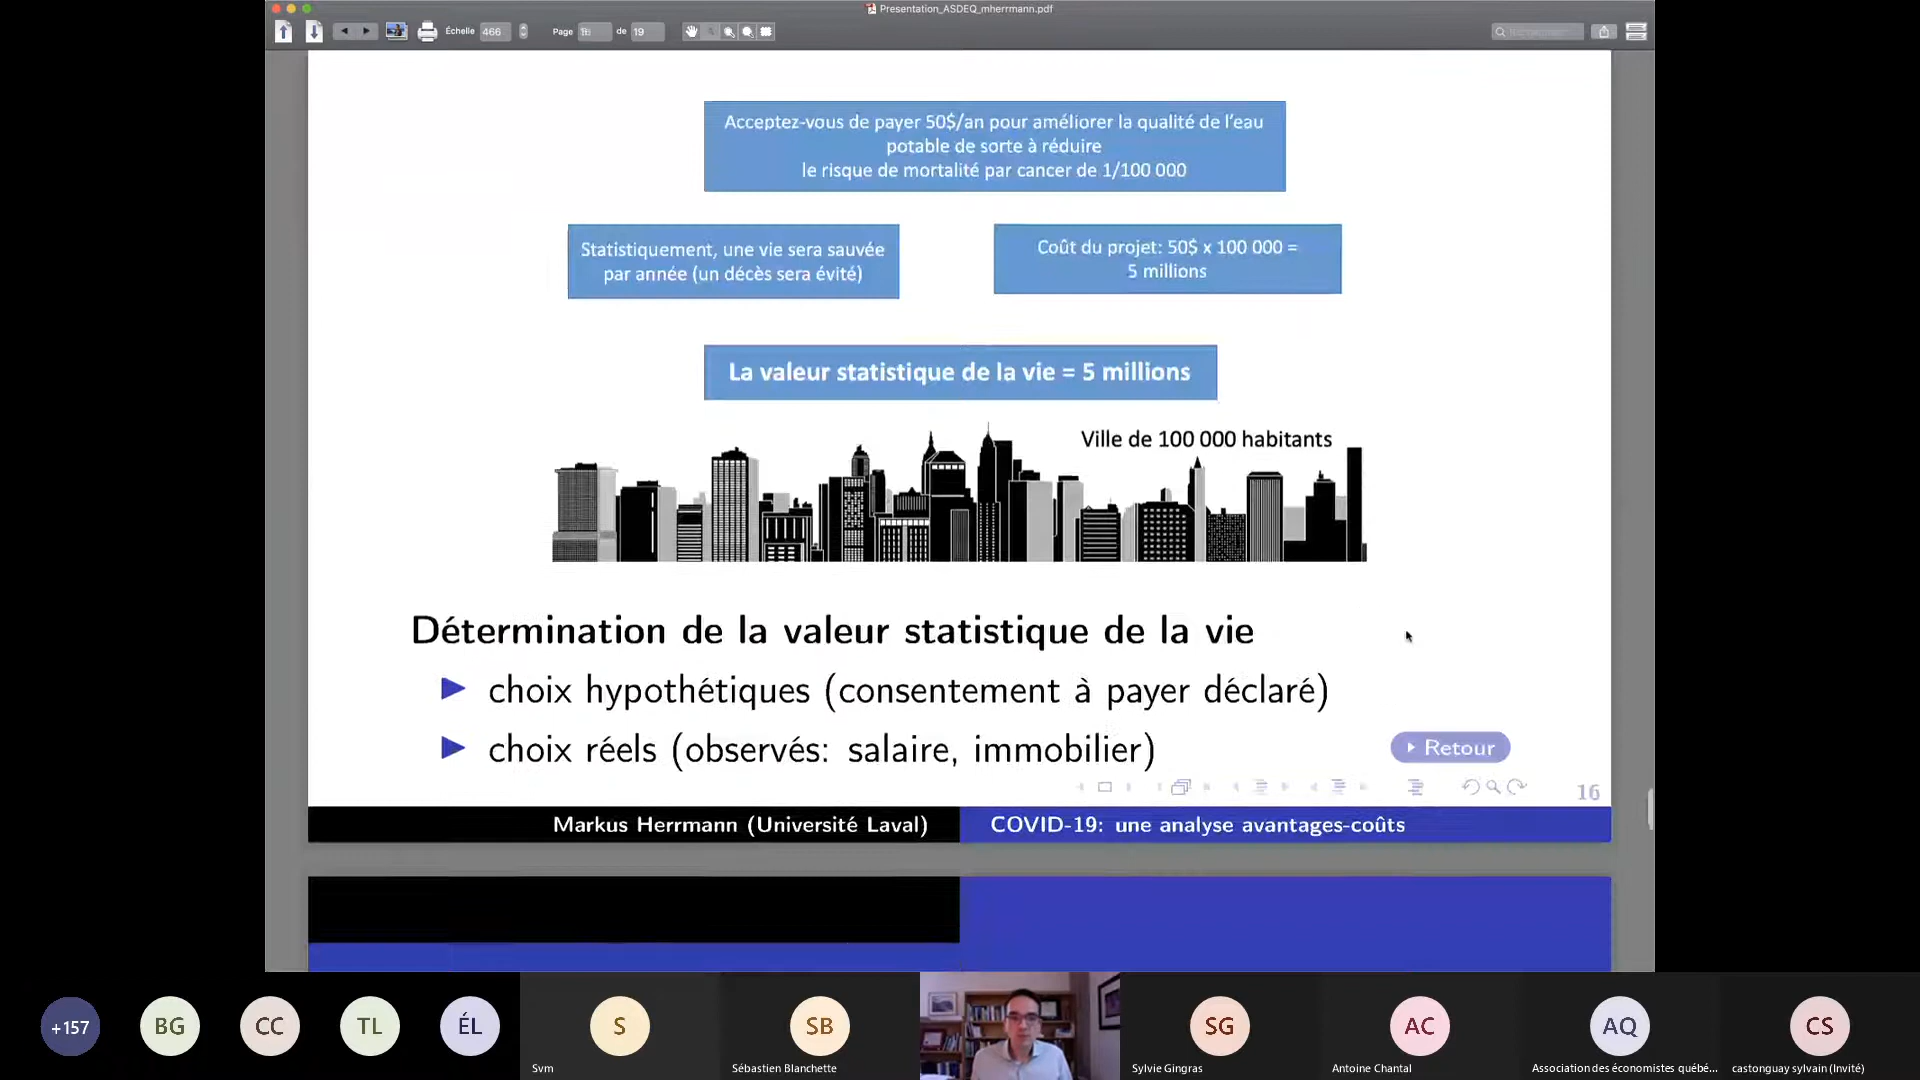 Presentation_ASDEQ_mherrmann.pdf
Échelle 466 Page de 19
Acceptez-vous de payer 50$/an pour améliorer la qualité de l'eau
potable de sorte à réduire
le risque de mortalité par cancer de 1/100 000
Statistiquement, une vie sera sauvée
par année (un décès sera évité)
Coût du projet: 50$ x 100 000 =
5 millions
La valeur statistique de la vie = 5 millions
Ville de 100 000 habitants
Détermination de la valeur statistique de la vie
choix hypothétiques (consentement à payer déclaré)
choix réels (observés: salaire, immobilier)
Retour
16
Markus Herrmann (Université Laval)
COVID-19: une analyse avantages-coûts
+157
BG
CC
TL
ÉL
S
SB
SG
AC
AQ
CS
Svm
Sébastien Blanchette
Sylvie Gingras
Antoine Chantal
Association des économistes québé...
castonguay sylvain (Invité)